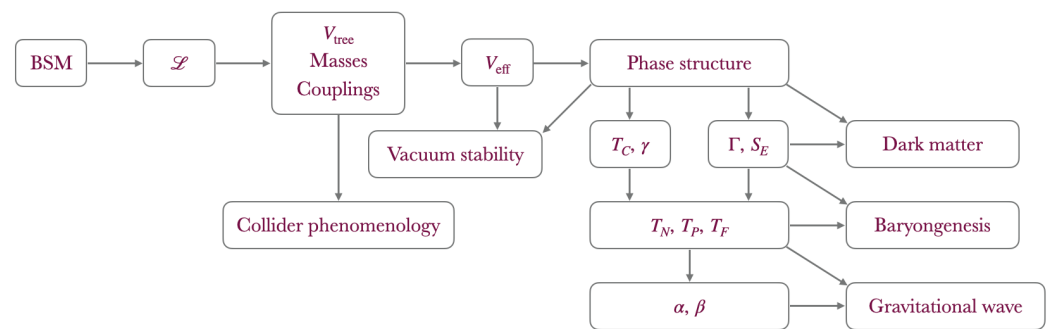 BSM
ℒ
V_tree
Masses
Couplings
V_eff
Phase structure
Vacuum stability
T_C, γ
Γ, S_E
Dark matter
Collider phenomenology
T_N, T_P, T_F
Baryongenesis
α, β
Gravitational wave